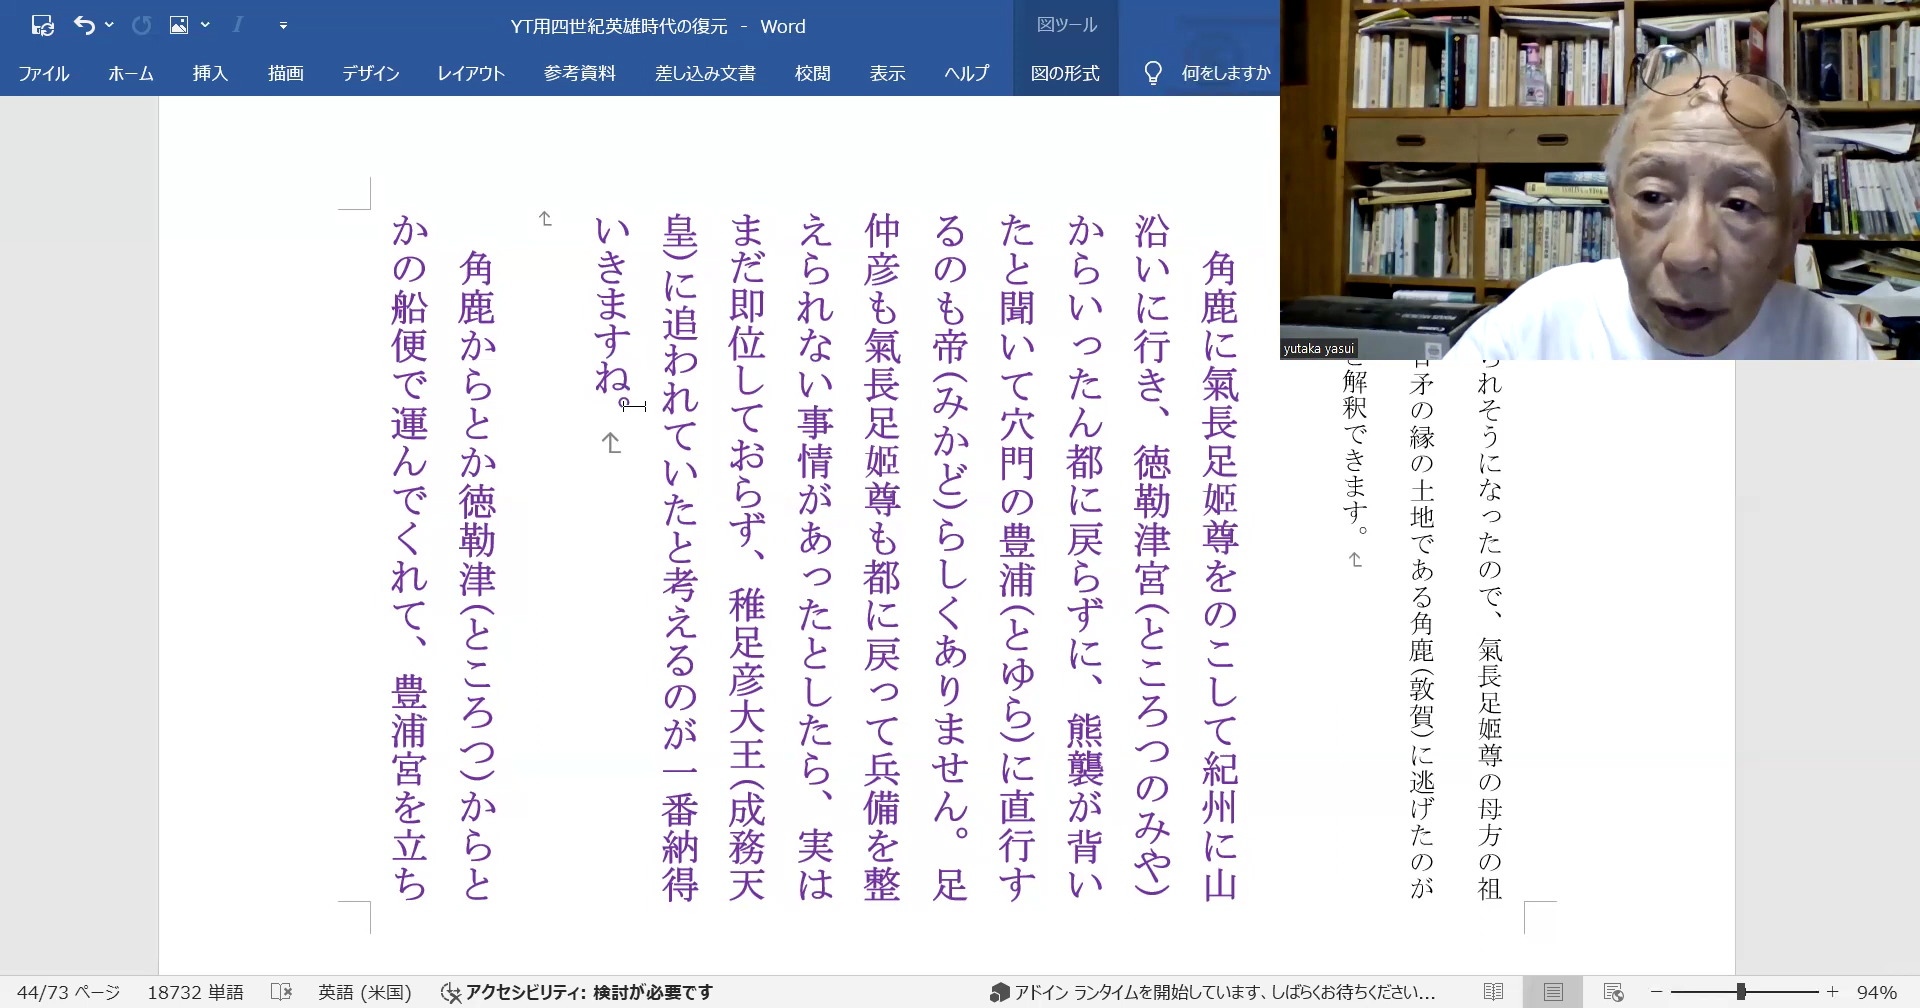 YT用四世紀英雄時代の復元 - Word
図ツール
ファイル ホーム 挿入 描画 デザイン レイアウト 参考資料 差し込み文書 校閲 表示 ヘルプ 図の形式 何をしますか
yutaka yasui
られそうになったので、氣長足姫尊の母方の祖
矛の縁の土地である角鹿(敦賀)に逃げたのが
解釈できます。
角鹿に氣長足姫尊をのこして紀州に山
沿いに行き、徳勒津宮(ところつのみや)
からいったん都に戻らずに、熊襲が背い
たと聞いて穴門の豊浦(とゆら)に直行す
るのも帝(みかど)らしくありません。足
仲彦も氣長足姫尊も都に戻って兵備を整
えられない事情があったとしたら、実は
まだ即位しておらず、稚足彦大王(成務天
皇)に追われていたと考えるのが一番納得
いきますね。
角鹿からとか徳勒津(ところつ)からと
かの船便で運んでくれて、豊浦宮を立ち
44/73 ページ 18732 単語 英語 (米国) アクセシビリティ: 検討が必要です アドイン ランタイムを開始しています、しばらくお待ちください... 94%